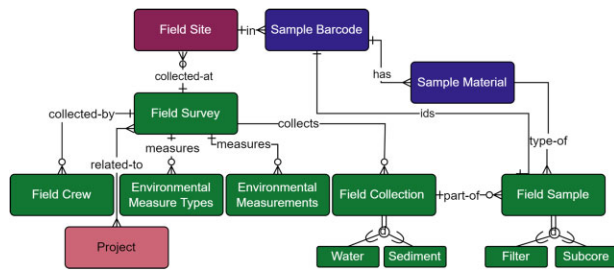 Field Site
in
Sample Barcode
has
Sample Material
collected-at
collected-by
Field Survey
collects
ids
measures
measures
type-of
related-to
Field Crew
Environmental
Measure Types
Environmental
Measurements
Field Collection
part-of
Field Sample
Project
Water
Sediment
Filter
Subcore
d
d